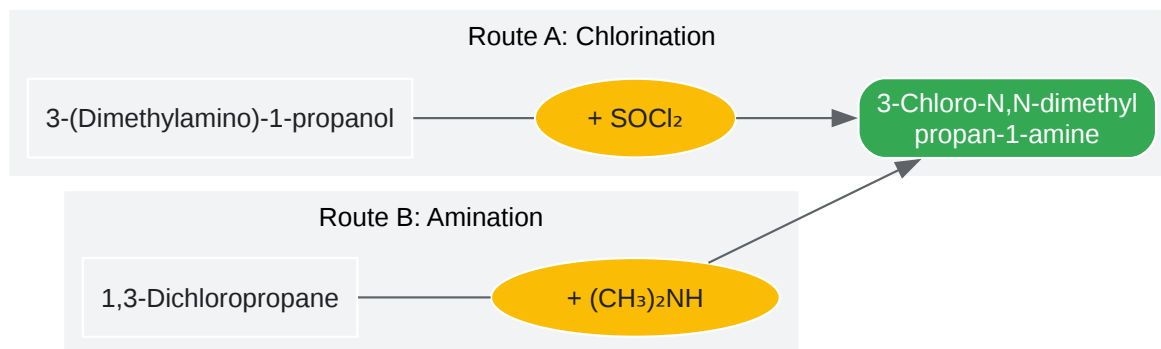 Route A: Chlorination
3-(Dimethylamino)-1-propanol
+ SOCl₂
3-Chloro-N,N-dimethyl
propan-1-amine
Route B: Amination
1,3-Dichloropropane
+ (CH₃)₂NH